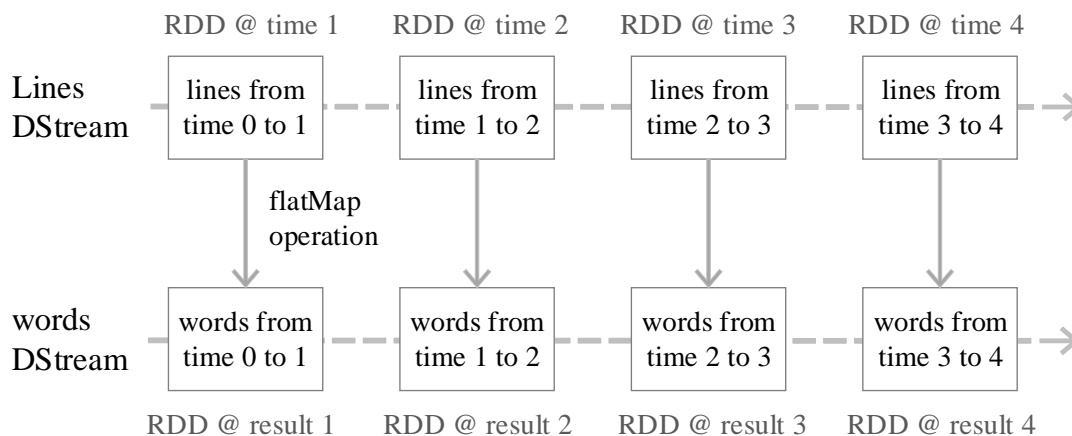 RDD @ time 1
RDD @ time 2
RDD @ time 3
RDD @ time 4
Lines
DStream
lines from
time 0 to 1
lines from
time 1 to 2
lines from
time 2 to 3
lines from
time 3 to 4
flatMap
operation
words
DStream
words from
time 0 to 1
words from
time 1 to 2
words from
time 2 to 3
words from
time 3 to 4
RDD @ result 1
RDD @ result 2
RDD @ result 3
RDD @ result 4